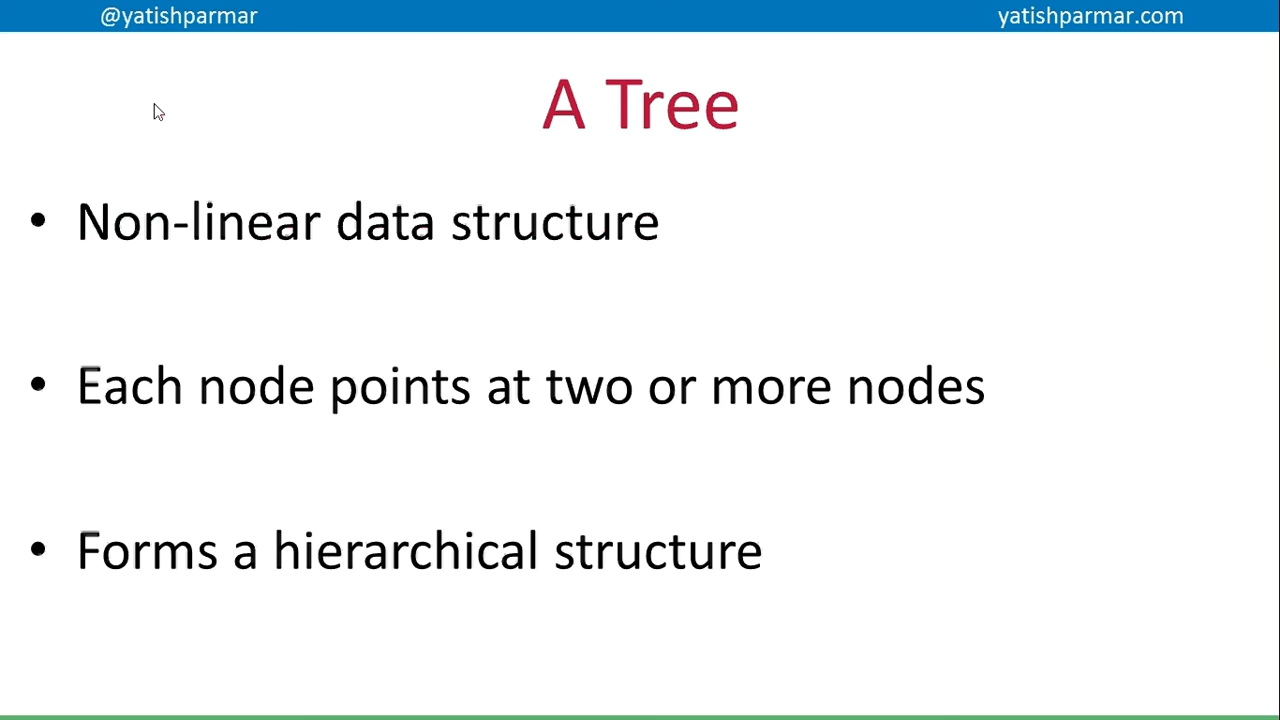 @yatishparmar
yatishparmar.com
A Tree
• Non-linear data structure
• Each node points at two or more nodes
• Forms a hierarchical structure